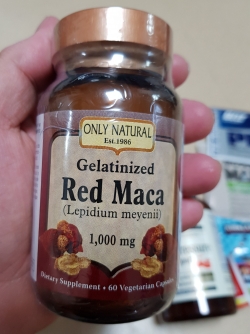 ONLY NATURAL
Est.1986
Gelatinized
Red Maca
(Lepidium meyenii)
1,000 mg
Dietary Supplement • 60 Vegetarian Capsules